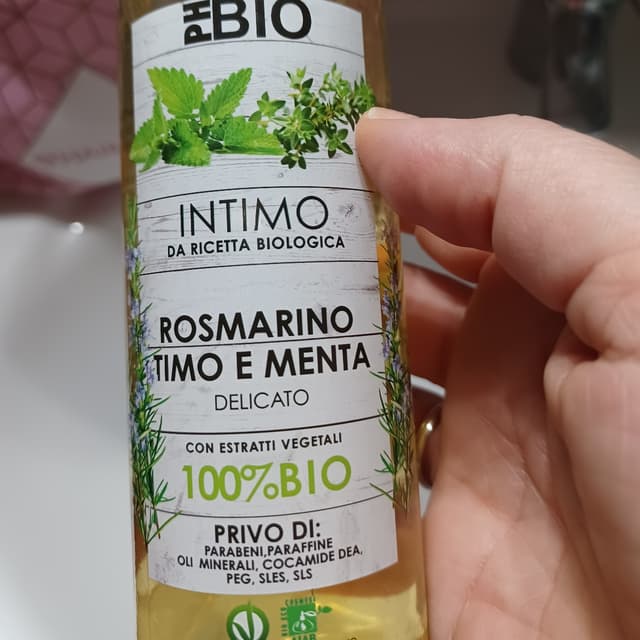 PH
BIO
INTIMO
DA RICETTA BIOLOGICA
ROSMARINO
TIMO E MENTA
DELICATO
CON ESTRATTI VEGETALI
100%BIO
PRIVO DI:
PARABENI,PARAFFINE
OLI MINERALI, COCAMIDE DEA,
PEG, SLES, SLS